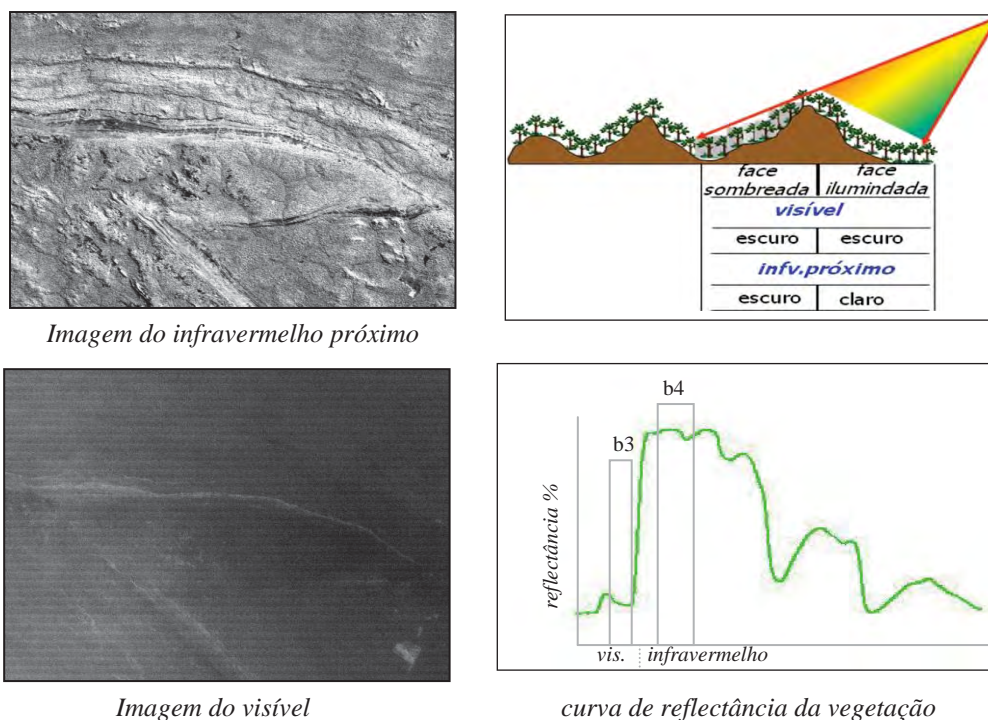 Imagem do infravermelho próximo
face face
sombreada ilumindada
visível
escuro escuro
infv.próximo
escuro claro
Imagem do visível
b4
b3
reflectância %
vis. infravermelho
curva de reflectância da vegetação